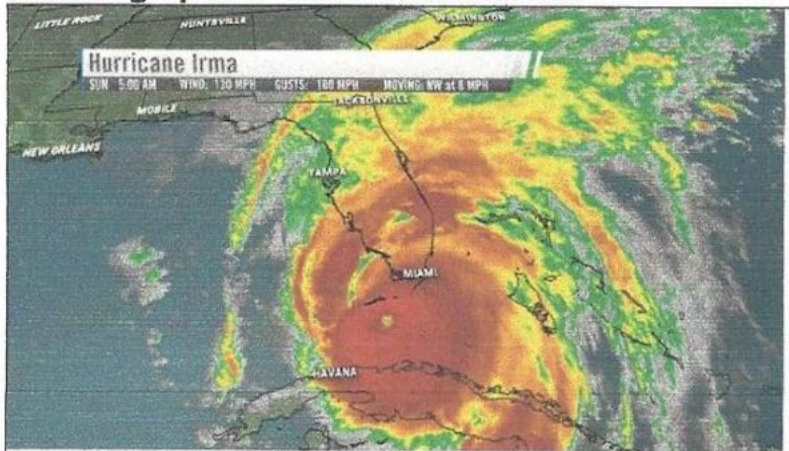 LITTLE ROCK
HUNTSVILLE
WILMINGTON
Hurricane Irma
SUN 5:00 AM WIND: 130 MPH GUSTS: 160 MPH MOVING: NW at 8 MPH
JACKSONVILLE
MOBILE
NEW ORLEANS
TAMPA
MIAMI
HAVANA